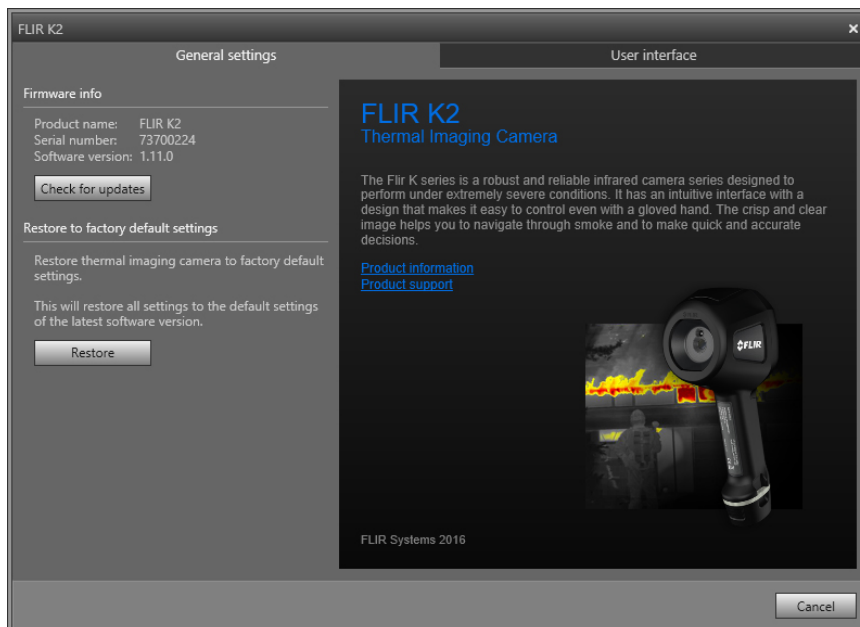 FLIR K2
General settings
User interface
Firmware info
Product name: FLIR K2
Serial number: 73700224
Software version: 1.11.0
Check for updates
Restore to factory default settings
Restore thermal imaging camera to factory default
settings.
This will restore all settings to the default settings
of the latest software version.
Restore
FLIR K2
Thermal Imaging Camera
The Flir K series is a robust and reliable infrared camera series designed to
perform under extremely severe conditions. It has an intuitive interface with a
design that makes it easy to control even with a gloved hand. The crisp and clear
image helps you to navigate through smoke and to make quick and accurate
decisions.
Product information
Product support
FLIR
FLIR Systems 2016
Cancel